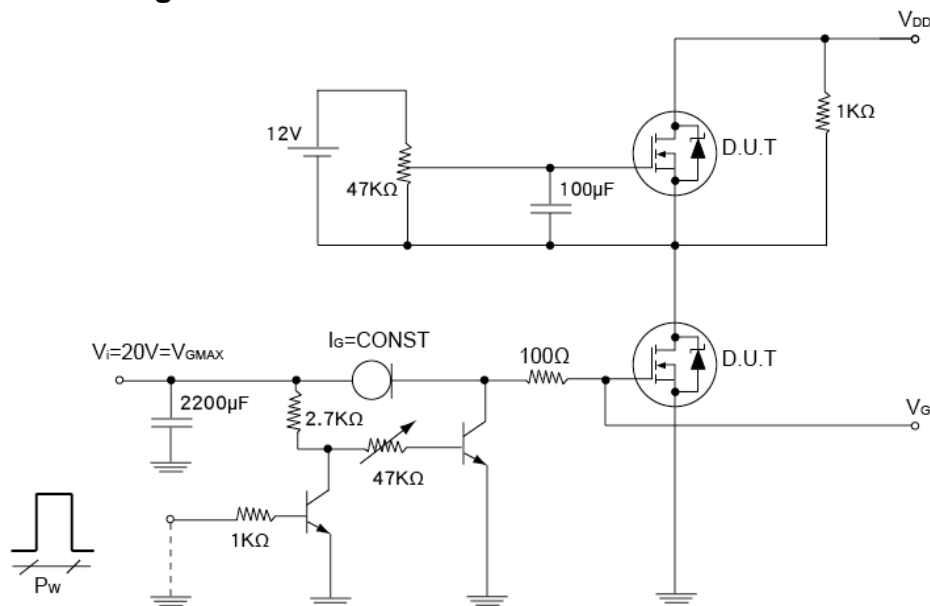 VDD
12V
1KΩ
D.U.T
47KΩ
100μF
IG=CONST
Vi=20V=VGMAX
100Ω
D.U.T
2200μF
2.7KΩ
VG
47KΩ
1KΩ
PW